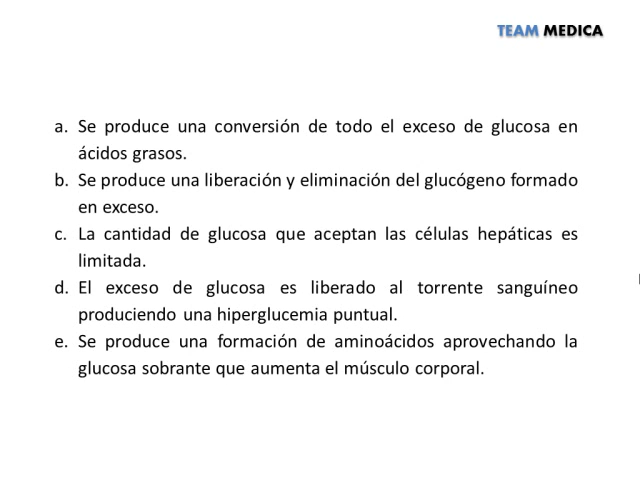 TEAM MEDICA
a. Se produce una conversión de todo el exceso de glucosa en
ácidos grasos.
b. Se produce una liberación y eliminación del glucógeno formado
en exceso.
c. La cantidad de glucosa que aceptan las células hepáticas es
limitada.
d. El exceso de glucosa es liberado al torrente sanguíneo
produciendo una hiperglucemia puntual.
e. Se produce una formación de aminoácidos aprovechando la
glucosa sobrante que aumenta el músculo corporal.